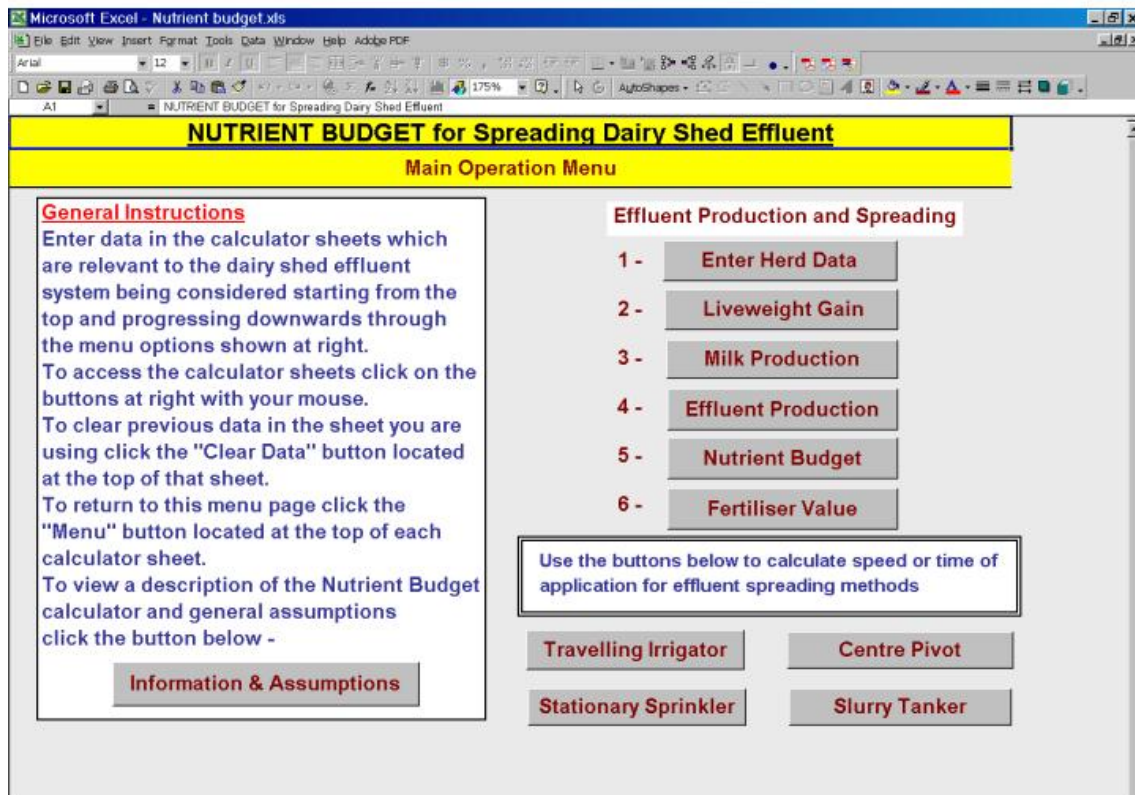 Microsoft Excel - Nutrient budget.xls
File Edit View Insert Format Tools Data Window Help Adobe PDF
Arial 12
175% AutoShapes
A1 = NUTRIENT BUDGET for Spreading Dairy Shed Effluent
NUTRIENT BUDGET for Spreading Dairy Shed Effluent
Main Operation Menu
General Instructions
Enter data in the calculator sheets which
are relevant to the dairy shed effluent
system being considered starting from the
top and progressing downwards through
the menu options shown at right.
To access the calculator sheets click on the
buttons at right with your mouse.
To clear previous data in the sheet you are
using click the "Clear Data" button located
at the top of that sheet.
To return to this menu page click the
"Menu" button located at the top of each
calculator sheet.
To view a description of the Nutrient Budget
calculator and general assumptions
click the button below -
Information & Assumptions
Effluent Production and Spreading
1 - Enter Herd Data
2 - Liveweight Gain
3 - Milk Production
4 - Effluent Production
5 - Nutrient Budget
6 - Fertiliser Value
Use the buttons below to calculate speed or time of
application for effluent spreading methods
Travelling Irrigator Centre Pivot
Stationary Sprinkler Slurry Tanker